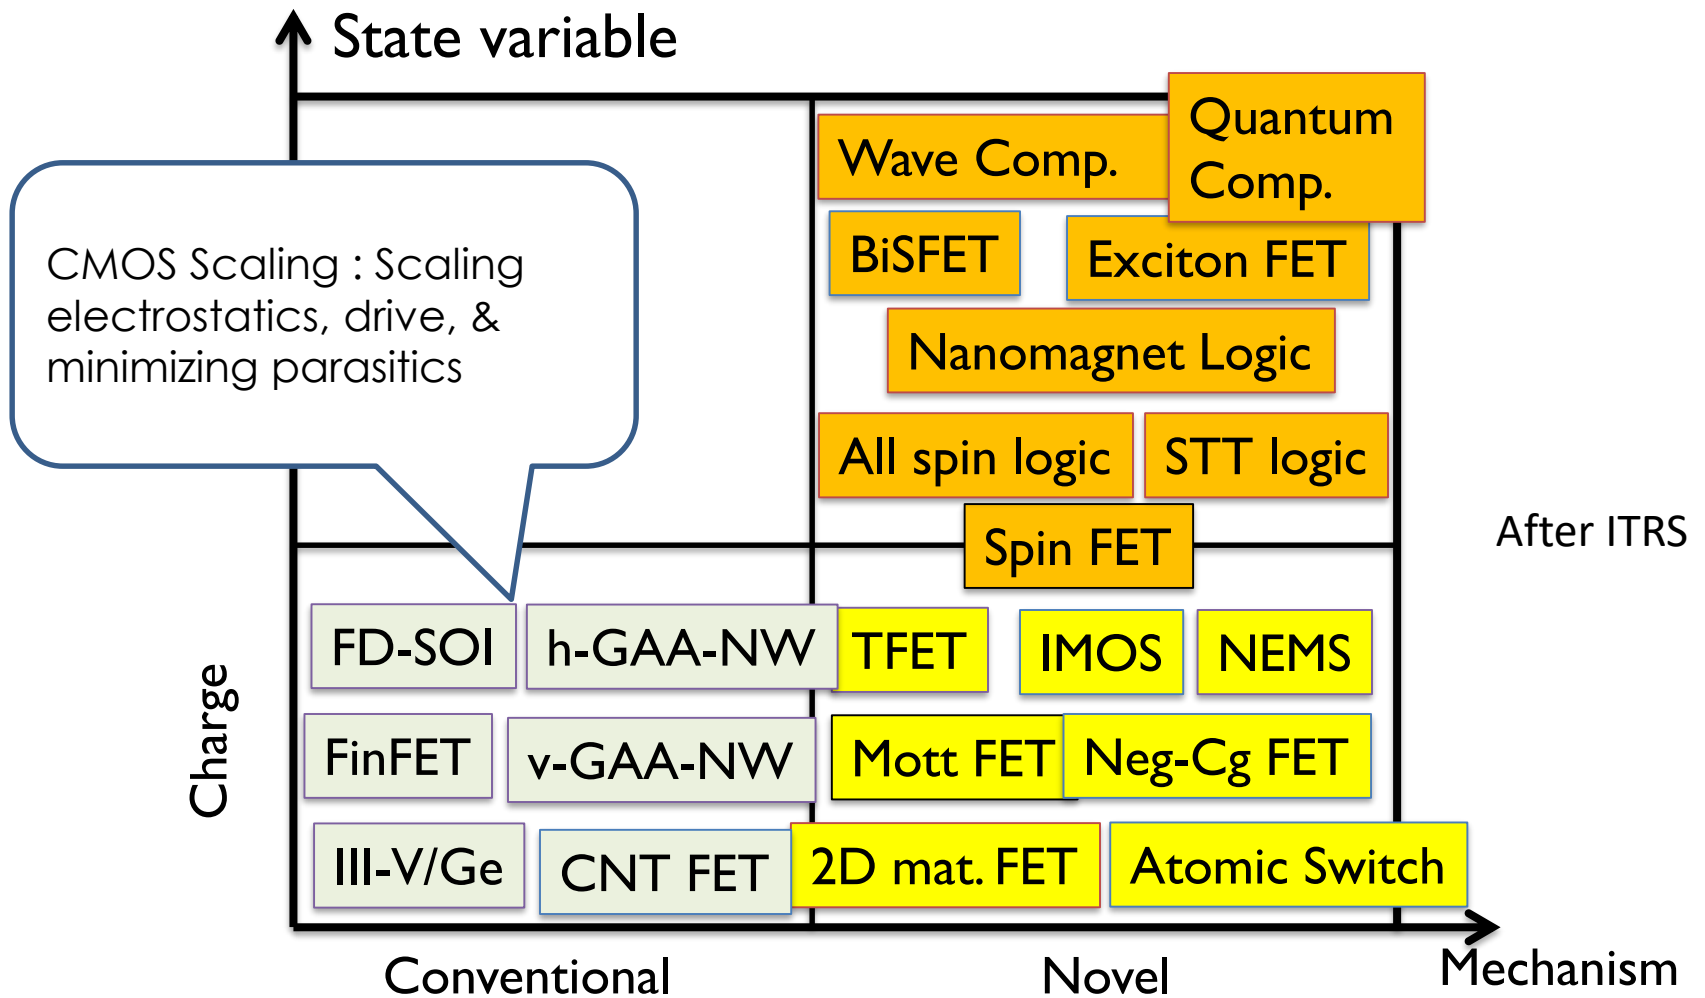 State variable
Quantum
Comp.
Wave Comp.
BiSFET
Exciton FET
CMOS Scaling : Scaling
electrostatics, drive, &
minimizing parasitics
Nanomagnet Logic
All spin logic
STT logic
Spin FET
After ITRS
FD-SOI
h-GAA-NW
TFET
IMOS
NEMS
Charge
FinFET
v-GAA-NW
Mott FET
Neg-Cg FET
III-V/Ge
CNT FET
2D mat. FET
Atomic Switch
Conventional
Novel
Mechanism